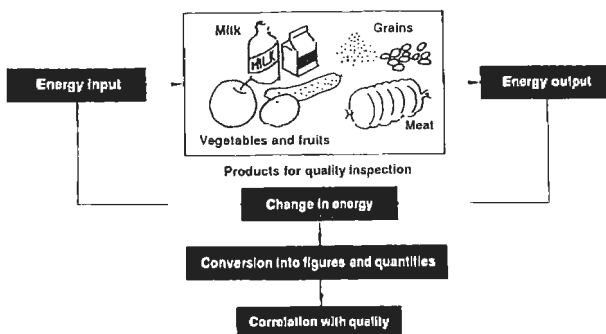 Milk
Grains
MILK
Energy input
Energy output
Meat
Vegetables and fruits
Products for quality inspection
Change in energy
Conversion into figures and quantities
Correlation with quality